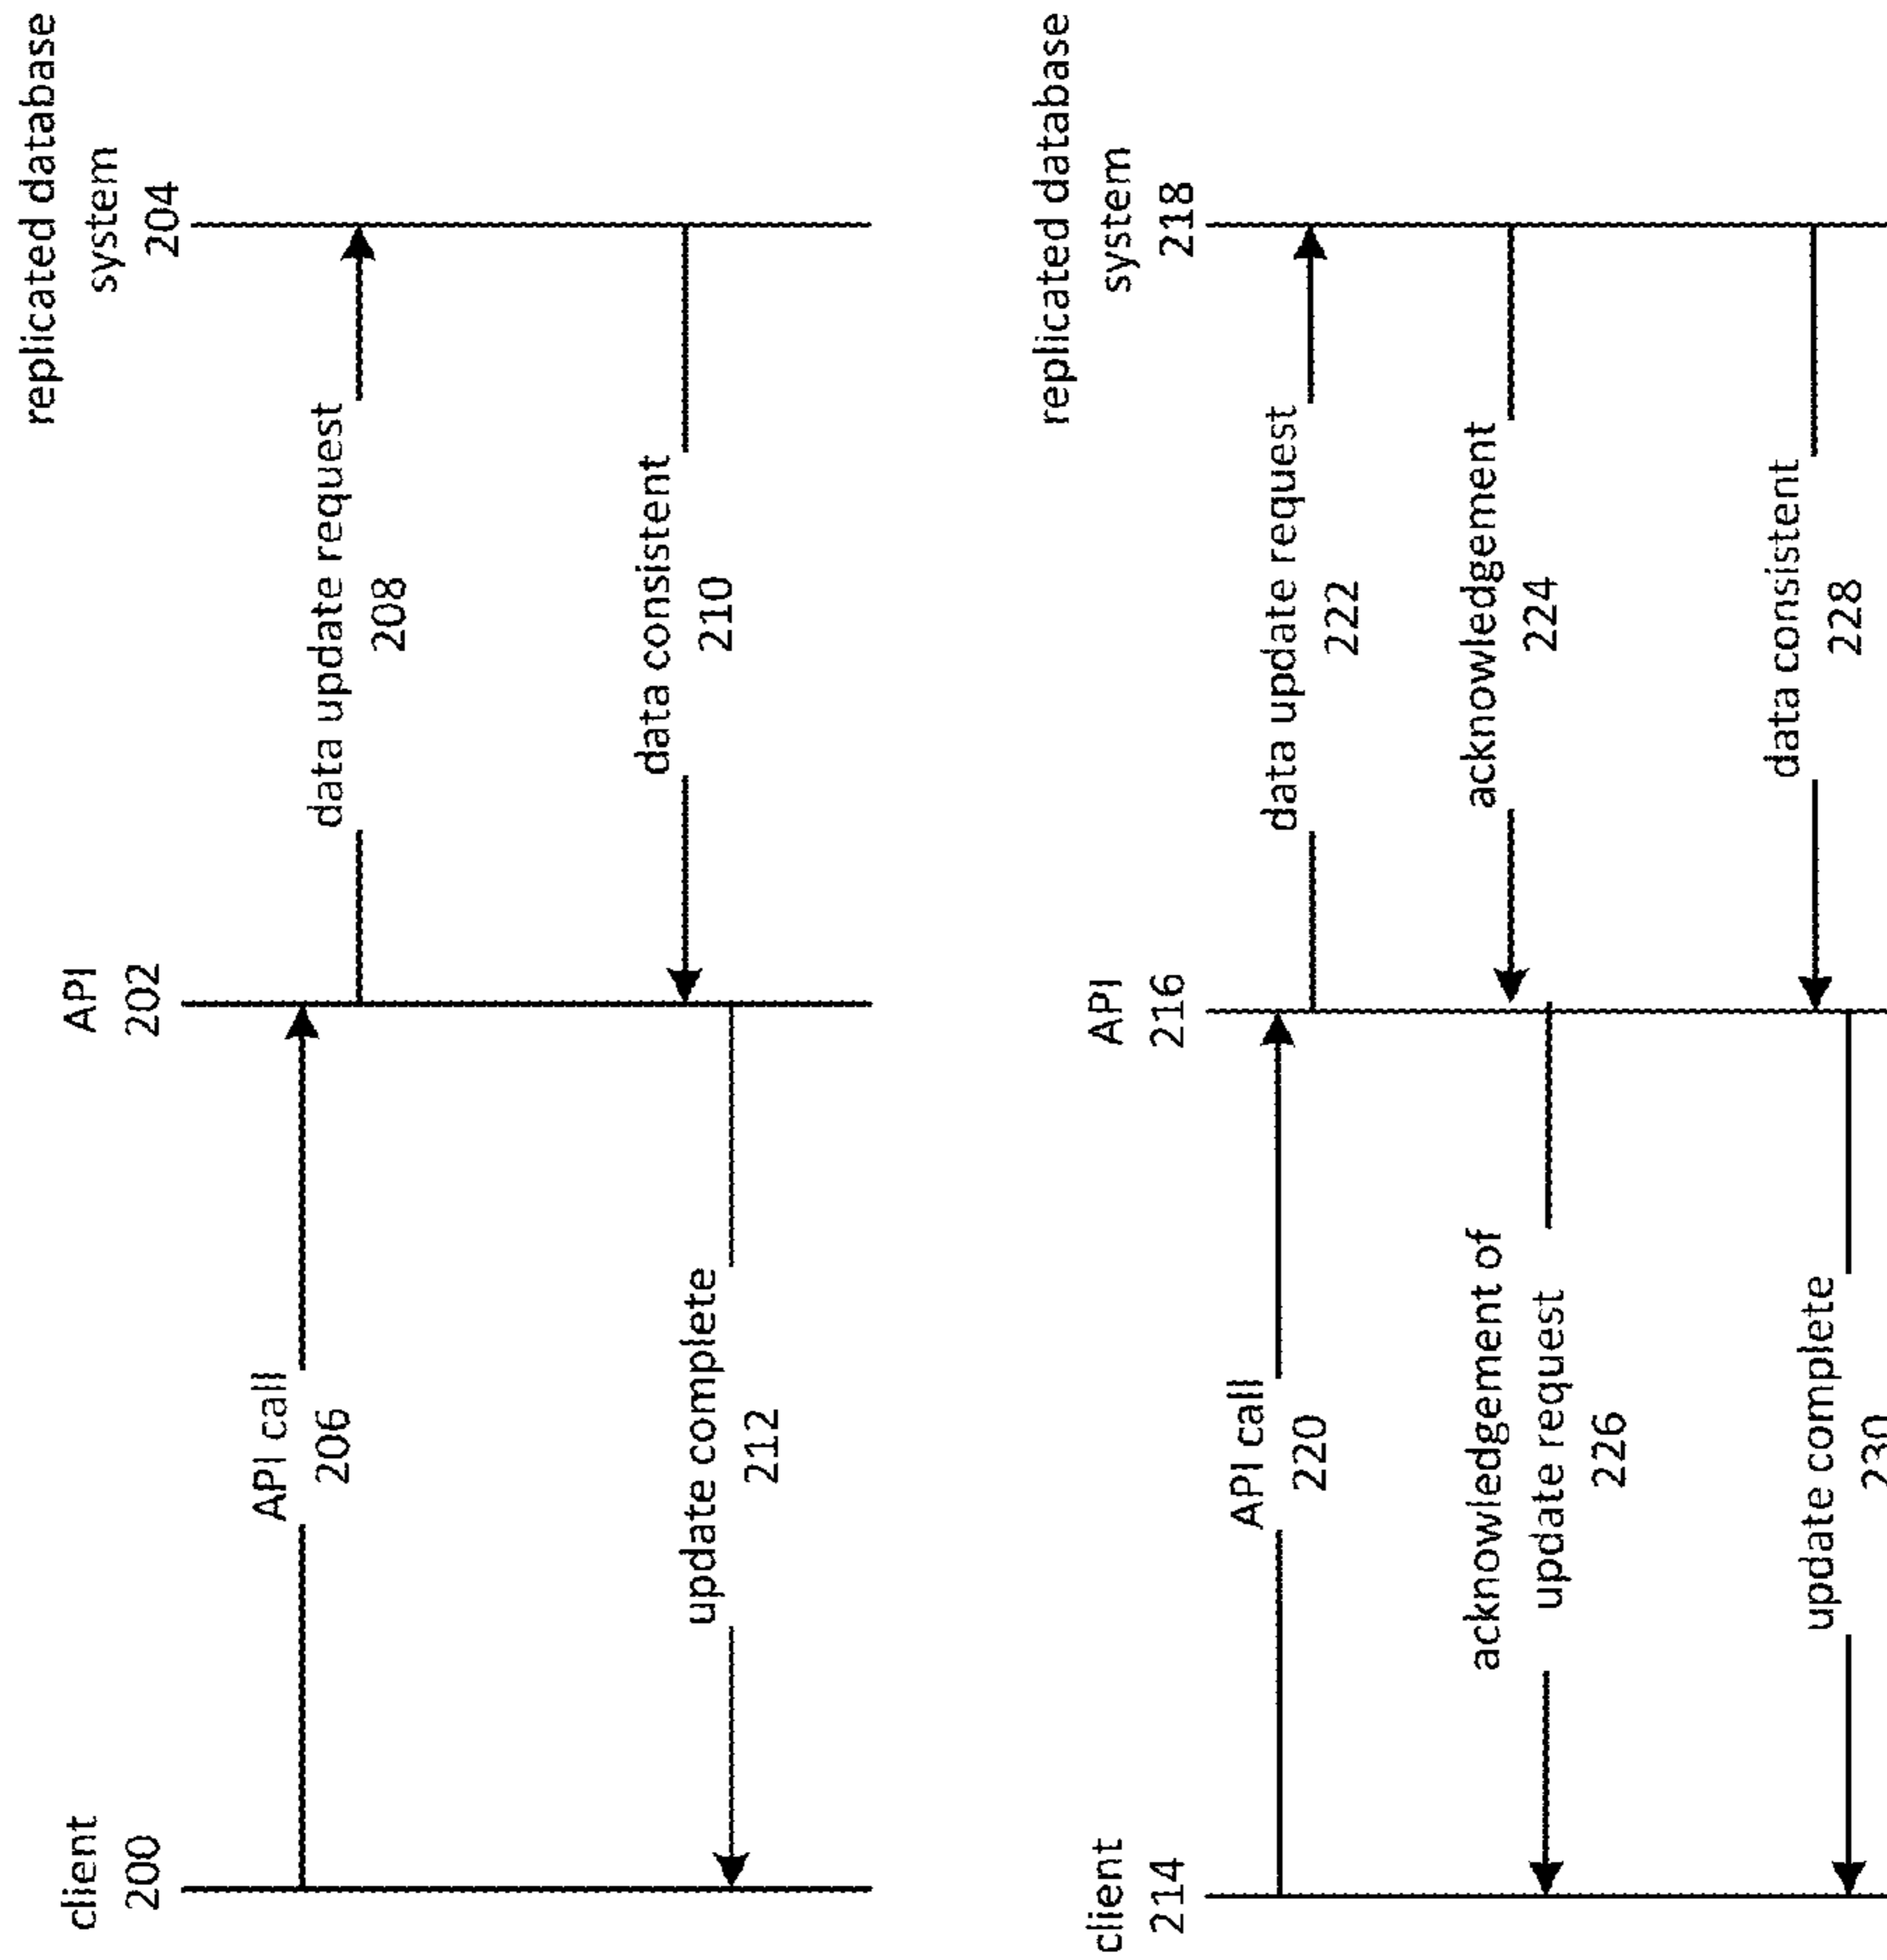 client
200
API
202
replicated database
system
204
API call
206
data update request
208
data consistent
210
update complete
212
client
214
API
216
replicated database
system
218
API call
220
data update request
222
acknowledgement
224
acknowledgement of
update request
226
data consistent
228
update complete
230